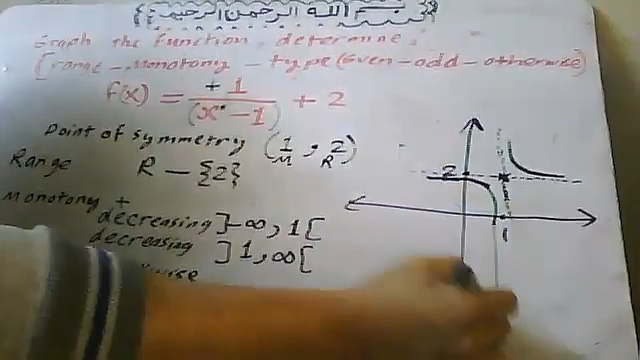 بسم الله الرحمن الرحيم
Graph the function, determine:
(range - Monotony - type (Even - odd - otherwise)
f(x) = +1/(x - 1) + 2
Point of symmetry (1 , 2)
M R
Range R - {2}
Monotony +
decreasing ]-∞, 1[
decreasing ]1, ∞[
2
1